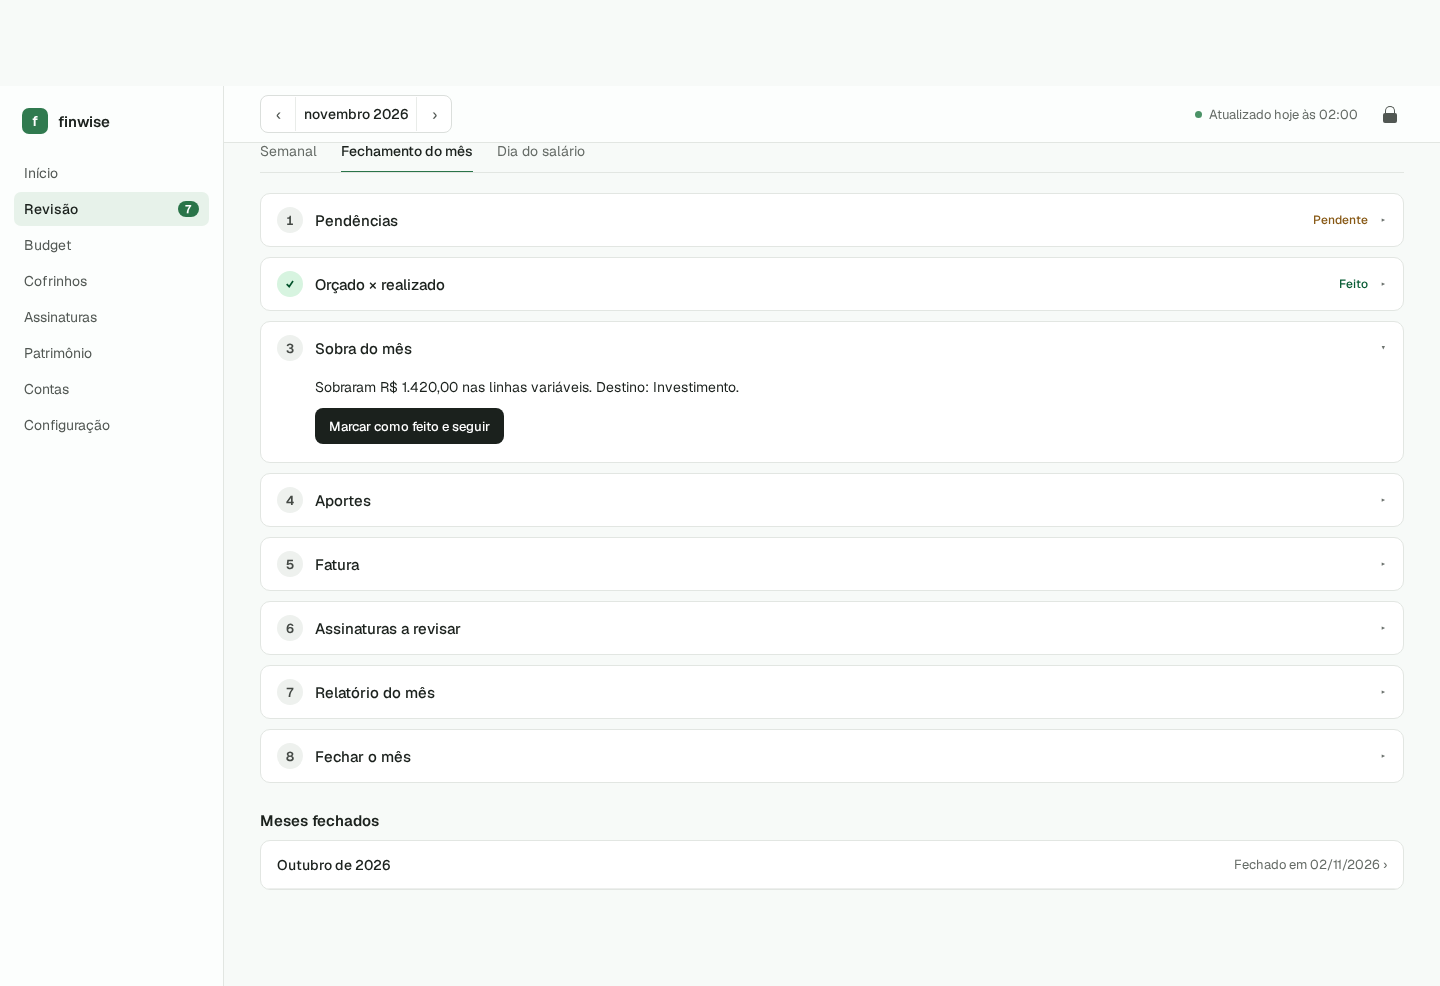 f finwise
Início
Revisão 7
Budget
Cofrinhos
Assinaturas
Patrimônio
Contas
Configuração
‹ novembro 2026 ›
Atualizado hoje às 02:00
Semanal Fechamento do mês Dia do salário
1 Pendências Pendente
Orçado × realizado Feito
3 Sobra do mês
Sobraram R$ 1.420,00 nas linhas variáveis. Destino: Investimento.
Marcar como feito e seguir
4 Aportes
5 Fatura
6 Assinaturas a revisar
7 Relatório do mês
8 Fechar o mês
Meses fechados
Outubro de 2026 Fechado em 02/11/2026 ›